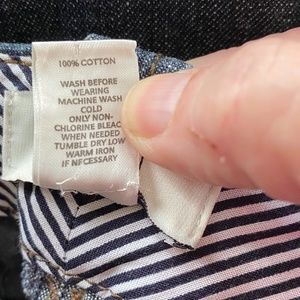 100% COTTON
WASH BEFORE
WEARING
MACHINE WASH
COLD
ONLY NON-
CHLORINE BLEAC
WHEN NEEDED
TUMBLE DRY LOW
WARM IRON
IF NECESSARY